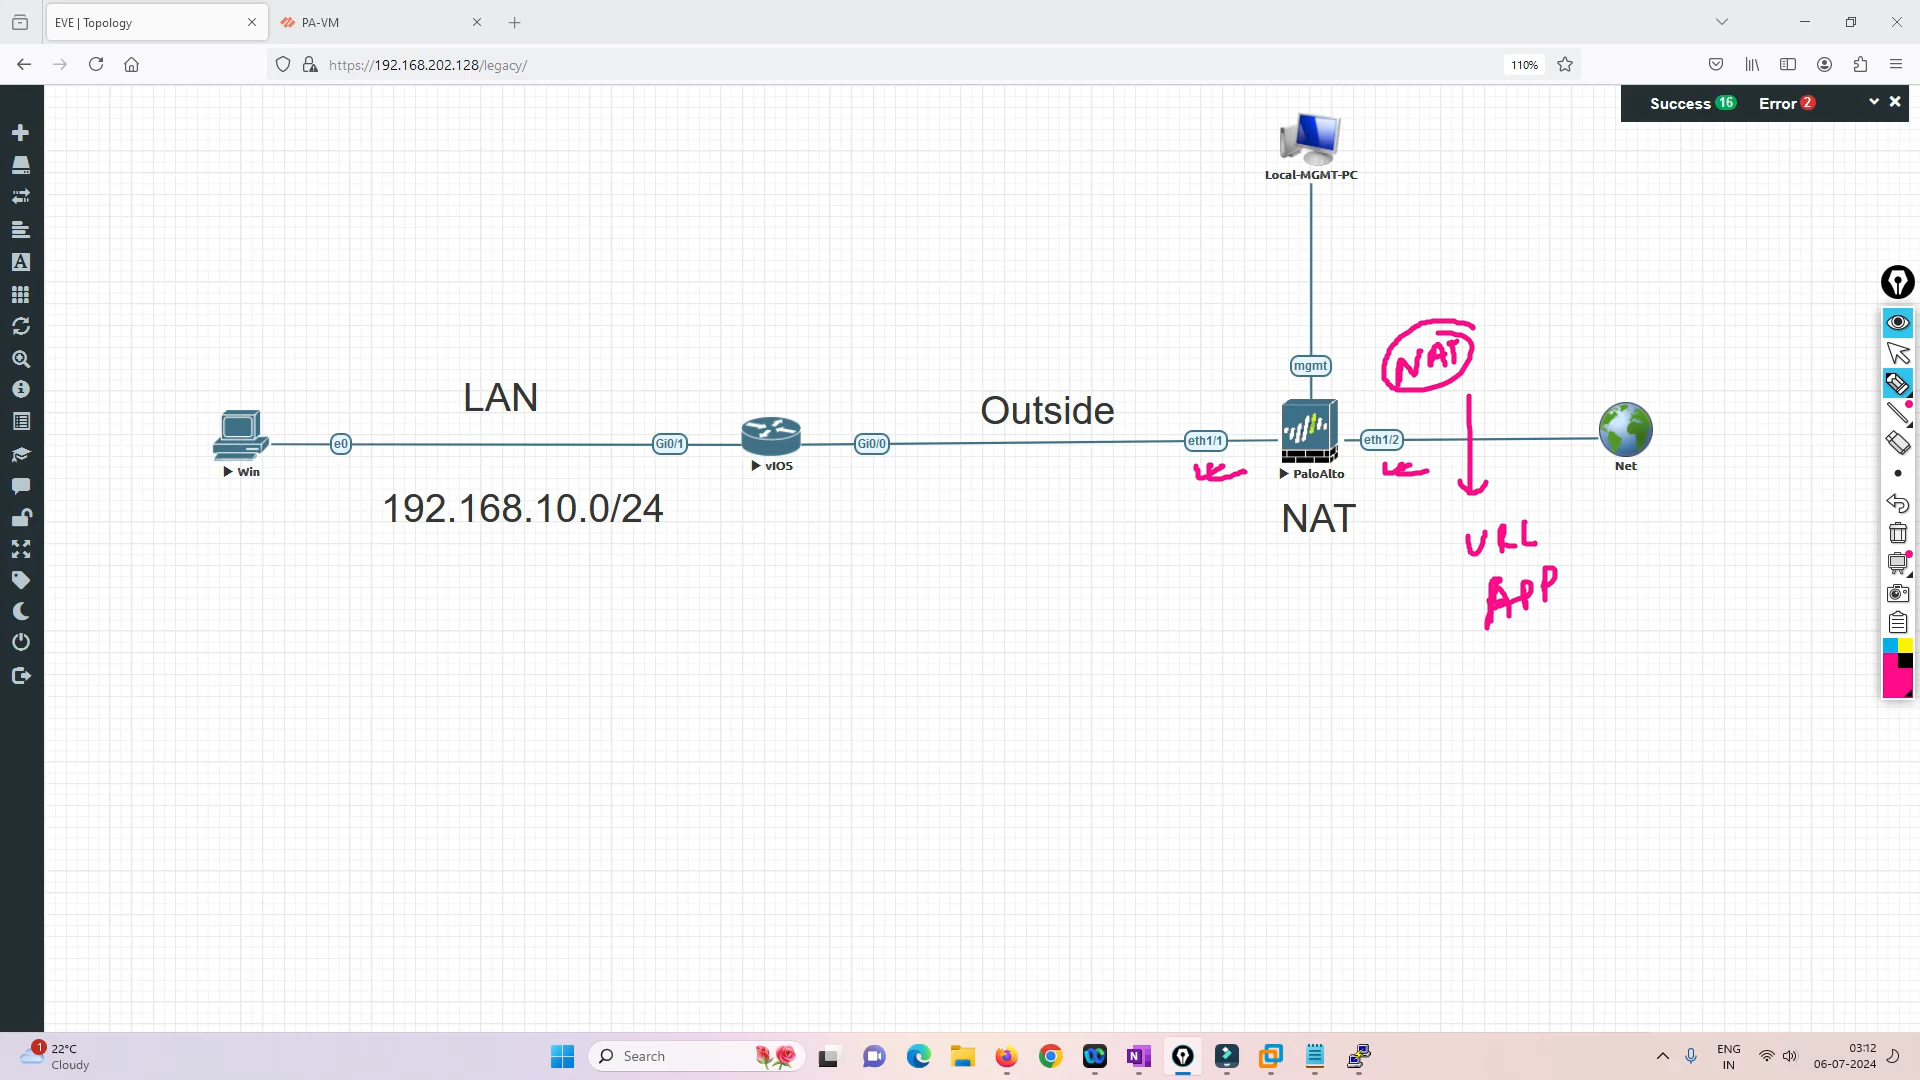 EVE | Topology
PA-VM
https://192.168.202.128/legacy/
110%
Success 16 Error 2
Local-MGMT-PC
mgmt
NAT
LAN
Outside
e0
Gi0/1
Gi0/0
eth1/1
eth1/2
Win
vIOS
PaloAlto
Net
192.168.10.0/24
NAT
URL
APP
1
22°C
Cloudy
Search
ENG
IN
03:12
06-07-2024